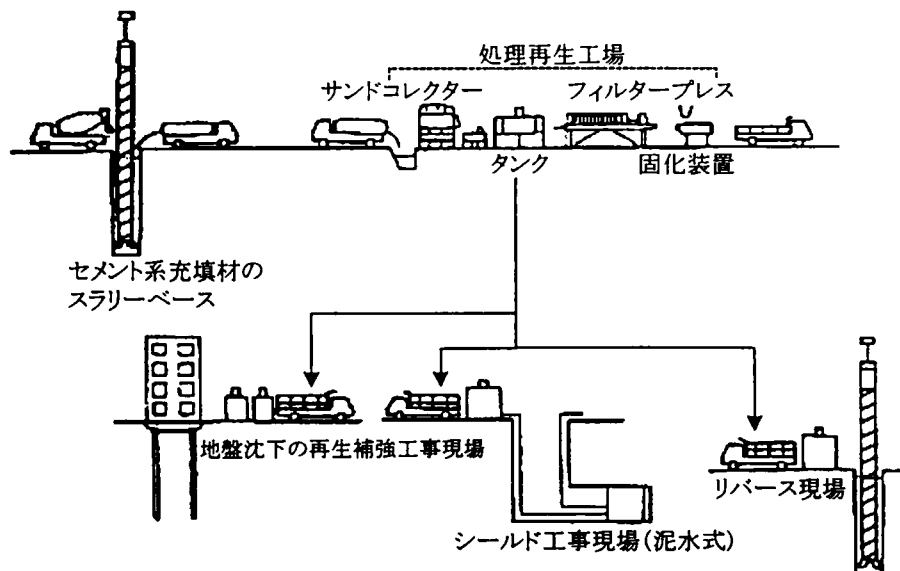 処理再生工場
サンドコレクター
フィルタープレス
タンク
固化装置
セメント系充填材の
スラリーベース
地盤沈下の再生補強工事現場
リバース現場
シールド工事現場(泥水式)